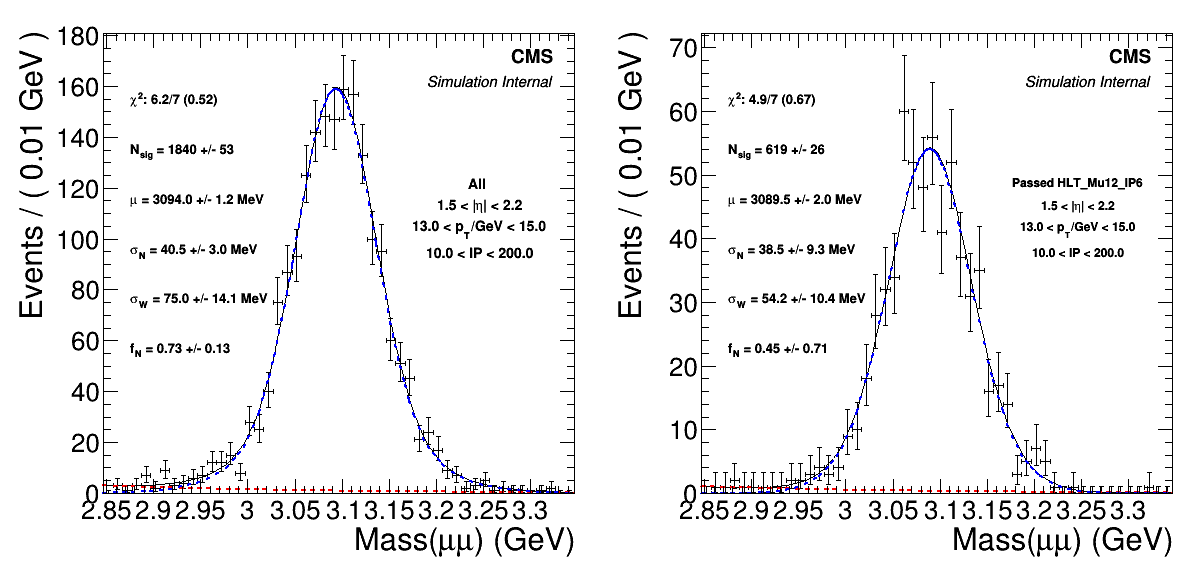 Events / ( 0.01 GeV )
180
160
140
120
100
80
60
40
20
0
CMS
Simulation Internal
χ²: 6.2/7 (0.52)
N_sig = 1840 +/- 53
μ = 3094.0 +/- 1.2 MeV
σ_N = 40.5 +/- 3.0 MeV
σ_W = 75.0 +/- 14.1 MeV
f_N = 0.73 +/- 0.13
All
1.5 < |η| < 2.2
13.0 < p_T/GeV < 15.0
10.0 < IP < 200.0
2.85 2.9 2.95 3 3.05 3.1 3.15 3.2 3.25 3.3
Mass(μμ) (GeV)
Events / ( 0.01 GeV )
70
60
50
40
30
20
10
0
CMS
Simulation Internal
χ²: 4.9/7 (0.67)
N_sig = 619 +/- 26
μ = 3089.5 +/- 2.0 MeV
σ_N = 38.5 +/- 9.3 MeV
σ_W = 54.2 +/- 10.4 MeV
f_N = 0.45 +/- 0.71
Passed HLT_Mu12_IP6
1.5 < |η| < 2.2
13.0 < p_T/GeV < 15.0
10.0 < IP < 200.0
2.85 2.9 2.95 3 3.05 3.1 3.15 3.2 3.25 3.3
Mass(μμ) (GeV)